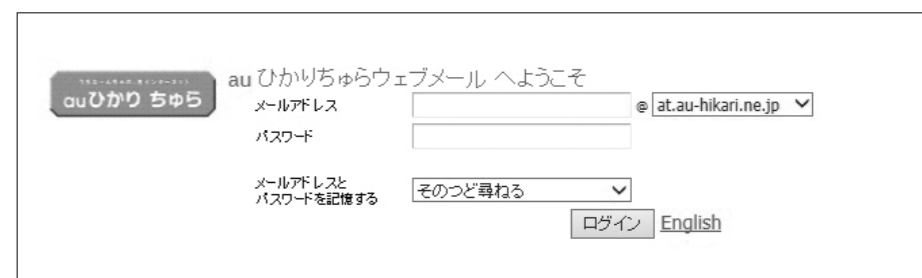 au ひかりちゅらウェブメール へようこそ
auひかり ちゅら
メールアドレス
@ at.au-hikari.ne.jp
パスワード
メールアドレスと
パスワードを記憶する
そのつど尋ねる
ログイン English